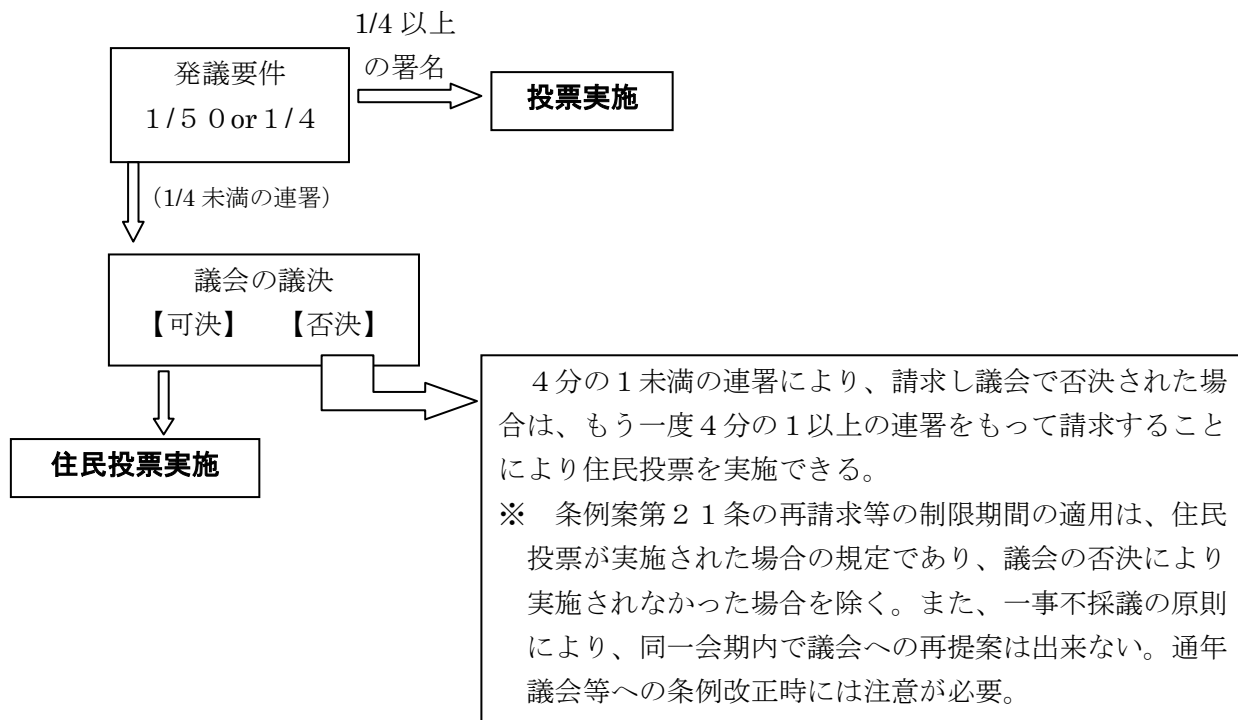 1/4 以上
の署名
発議要件
１/５０or１/４
投票実施
（1/4 未満の連署）
議会の議決
【可決】　【否決】
住民投票実施
４分の１未満の連署により、請求し議会で否決された場
合は、もう一度４分の１以上の連署をもって請求すること
により住民投票を実施できる。
※　条例案第２１条の再請求等の制限期間の適用は、住民
投票が実施された場合の規定であり、議会の否決により
実施されなかった場合を除く。また、一事不採議の原則
により、同一会期内で議会への再提案は出来ない。通年
議会等への条例改正時には注意が必要。